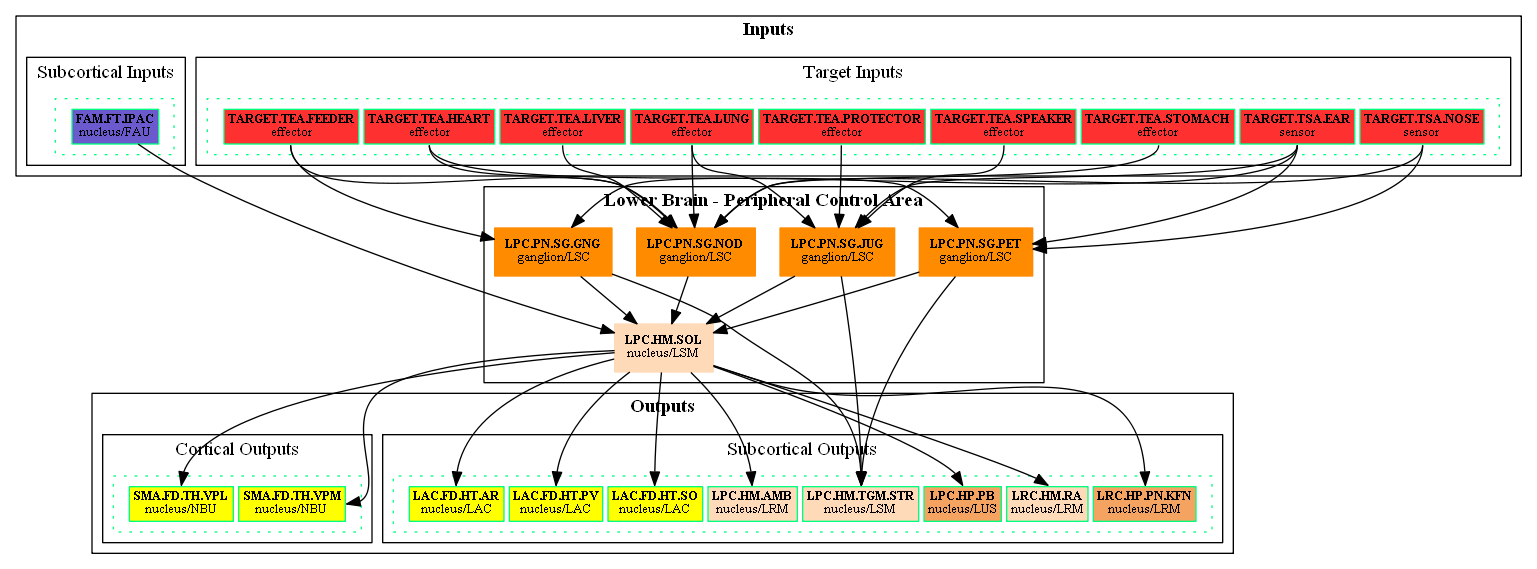 Inputs
Subcortical Inputs
Target Inputs
FAM.FT.IPAC
nucleus/FAU
TARGET.TEA.FEEDER
effector
TARGET.TEA.HEART
effector
TARGET.TEA.LIVER
effector
TARGET.TEA.LUNG
effector
TARGET.TEA.PROTECTOR
effector
TARGET.TEA.SPEAKER
effector
TARGET.TEA.STOMACH
effector
TARGET.TSA.EAR
sensor
TARGET.TSA.NOSE
sensor
Lower Brain - Peripheral Control Area
LPC.PN.SG.GNG
ganglion/LSC
LPC.PN.SG.NOD
ganglion/LSC
LPC.PN.SG.JUG
ganglion/LSC
LPC.PN.SG.PET
ganglion/LSC
LPC.HM.SOL
nucleus/LSM
Outputs
Cortical Outputs
Subcortical Outputs
SMA.FD.TH.VPL
nucleus/NBU
SMA.FD.TH.VPM
nucleus/NBU
LAC.FD.HT.AR
nucleus/LAC
LAC.FD.HT.PV
nucleus/LAC
LAC.FD.HT.SO
nucleus/LAC
LPC.HM.AMB
nucleus/LRM
LPC.HM.TGM.STR
nucleus/LSM
LPC.HP.PB
nucleus/LUS
LRC.HM.RA
nucleus/LRM
LRC.HP.PN.KFN
nucleus/LRM